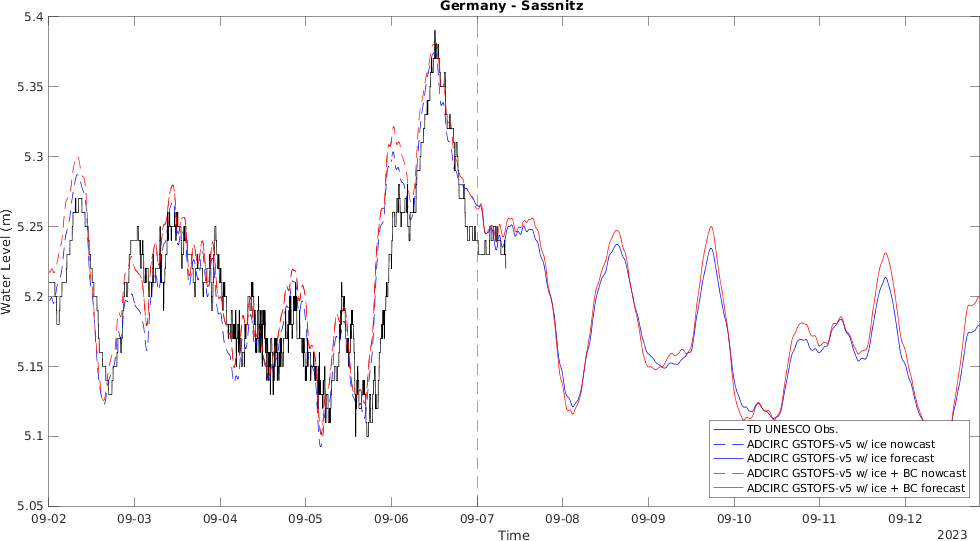 Germany - Sassnitz
5.4
5.35
5.3
5.25
5.2
5.15
5.1
5.05
Water Level (m)
TD UNESCO Obs.
ADCIRC GSTOFS-v5 w/ ice nowcast
ADCIRC GSTOFS-v5 w/ ice forecast
ADCIRC GSTOFS-v5 w/ ice + BC nowcast
ADCIRC GSTOFS-v5 w/ ice + BC forecast
09-02 09-03 09-04 09-05 09-06 09-07 09-08 09-09 09-10 09-11 09-12
Time
2023